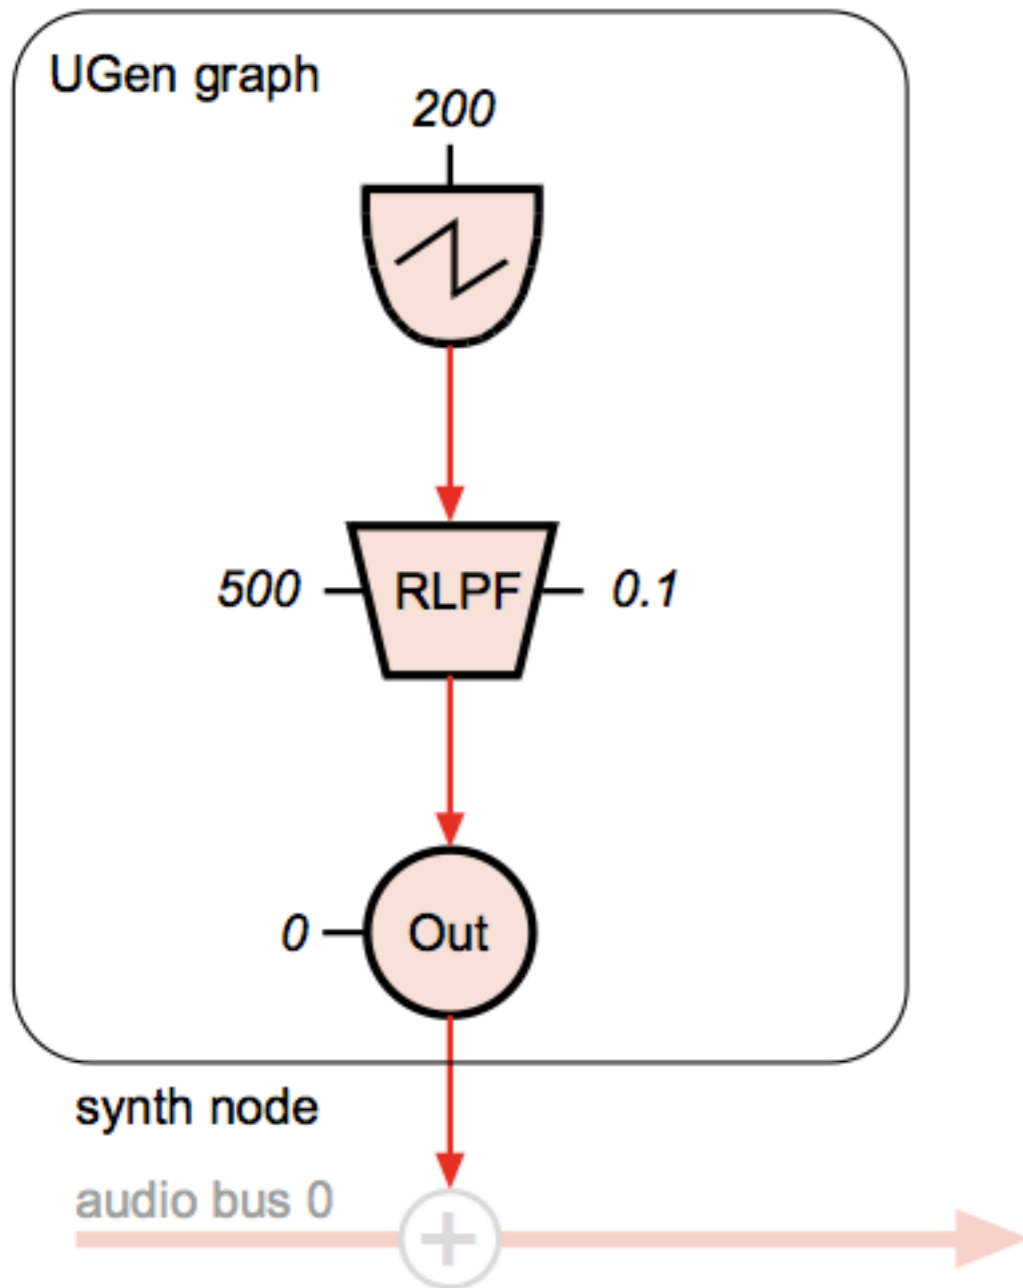 UGen graph
200
500 RLPF 0.1
0 Out
synth node
audio bus 0
+